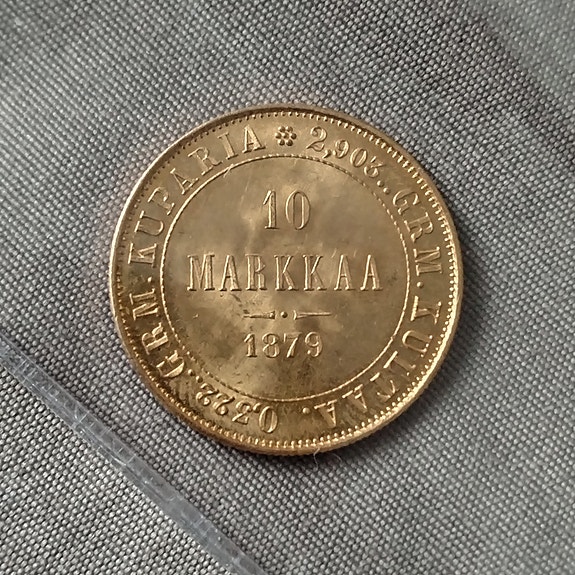 2,903..GRM.KULTAA.
0,322..GRM.KUPARIA
10
MARKKAA
1879